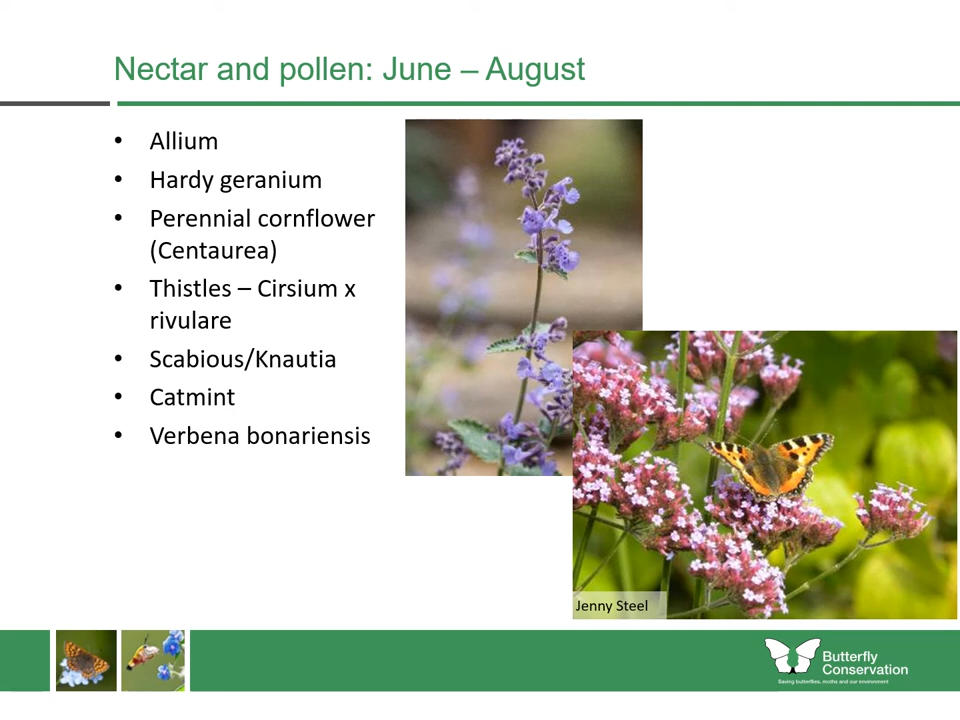 Nectar and pollen: June – August
• Allium
• Hardy geranium
• Perennial cornflower
(Centaurea)
• Thistles – Cirsium x
rivulare
• Scabious/Knautia
• Catmint
• Verbena bonariensis
Jenny Steel
Butterfly
Conservation
Saving butterflies, moths and our environment